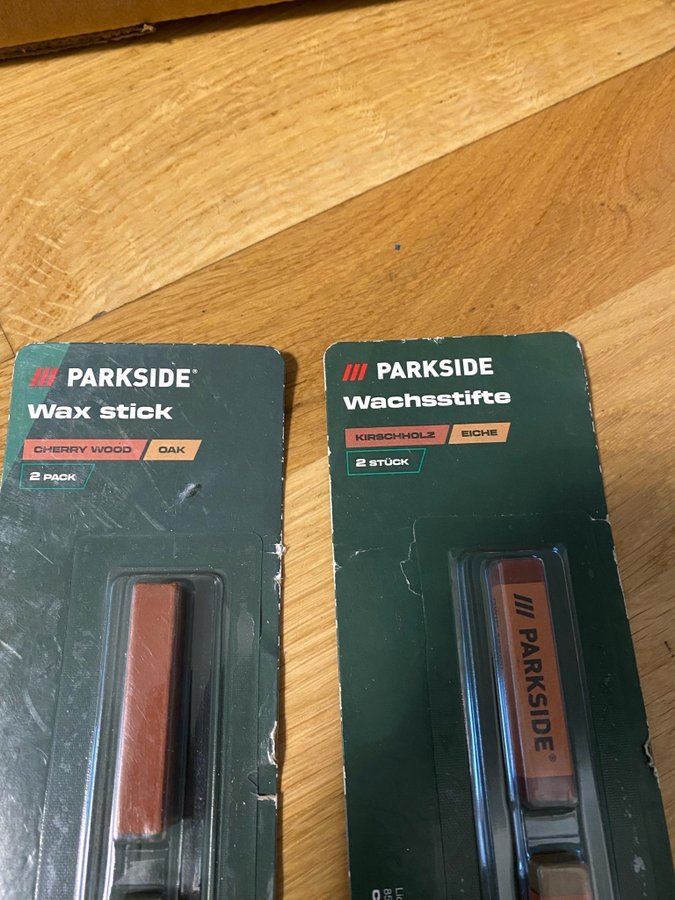 PARKSIDE®
Wax stick
CHERRY WOOD OAK
2 PACK
PARKSIDE
Wachsstifte
KIRSCHHOLZ EICHE
2 STÜCK
PARKSIDE®